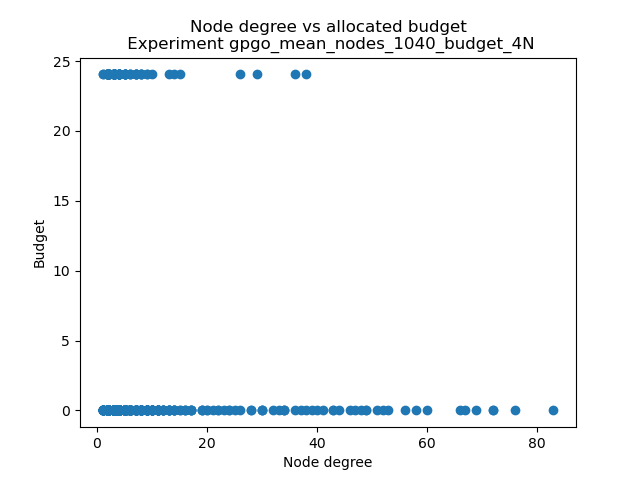 Node degree vs allocated budget
Experiment gpgo_mean_nodes_1040_budget_4N
25
20
15
10
5
0
Budget
0 20 40 60 80
Node degree